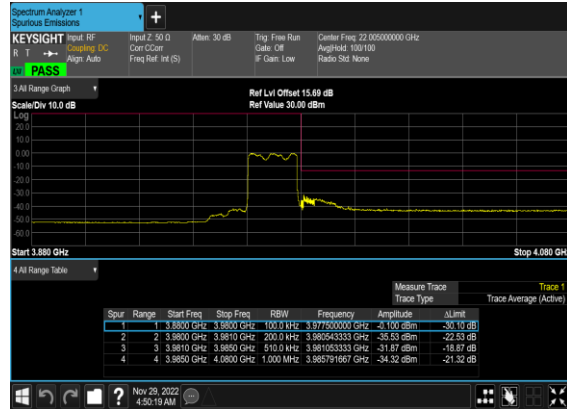 Spectrum Analyzer 1
Spurious Emissions
KEYSIGHT
R T
Input: RF
Coupling: DC
Align: Auto
Input Z: 50 Ω
Corr CCorr
Freq Ref: Int (S)
Atten: 30 dB
Trig: Free Run
Gate: Off
IF Gain: Low
Center Freq: 22.005000000 GHz
Avg|Hold: 100/100
Radio Std: None
PASS
3 All Range Graph
Ref Lvl Offset 15.69 dB
Scale/Div 10.0 dB
Ref Value 30.00 dBm
Log
20.0
10.0
0.00
-10.0
-20.0
-30.0
-40.0
-50.0
-60.0
Start 3.880 GHz
Stop 4.080 GH
4 All Range Table
Measure Trace Trace 1
Trace Type Trace Average (Active)
Spur Range Start Freq Stop Freq RBW Frequency Amplitude ΔLimit
1 1 3.8800 GHz 3.9800 GHz 100.0 kHz 3.977500000 GHz -0.100 dBm -30.10 dB
2 2 3.9800 GHz 3.9810 GHz 200.0 kHz 3.980543333 GHz -35.53 dBm -22.53 dB
3 3 3.9810 GHz 3.9850 GHz 510.0 kHz 3.981053333 GHz -31.87 dBm -18.87 dB
4 4 3.9850 GHz 4.0800 GHz 1.000 MHz 3.985791667 GHz -34.32 dBm -21.32 dB
?
Nov 29, 2022
4:50:19 AM